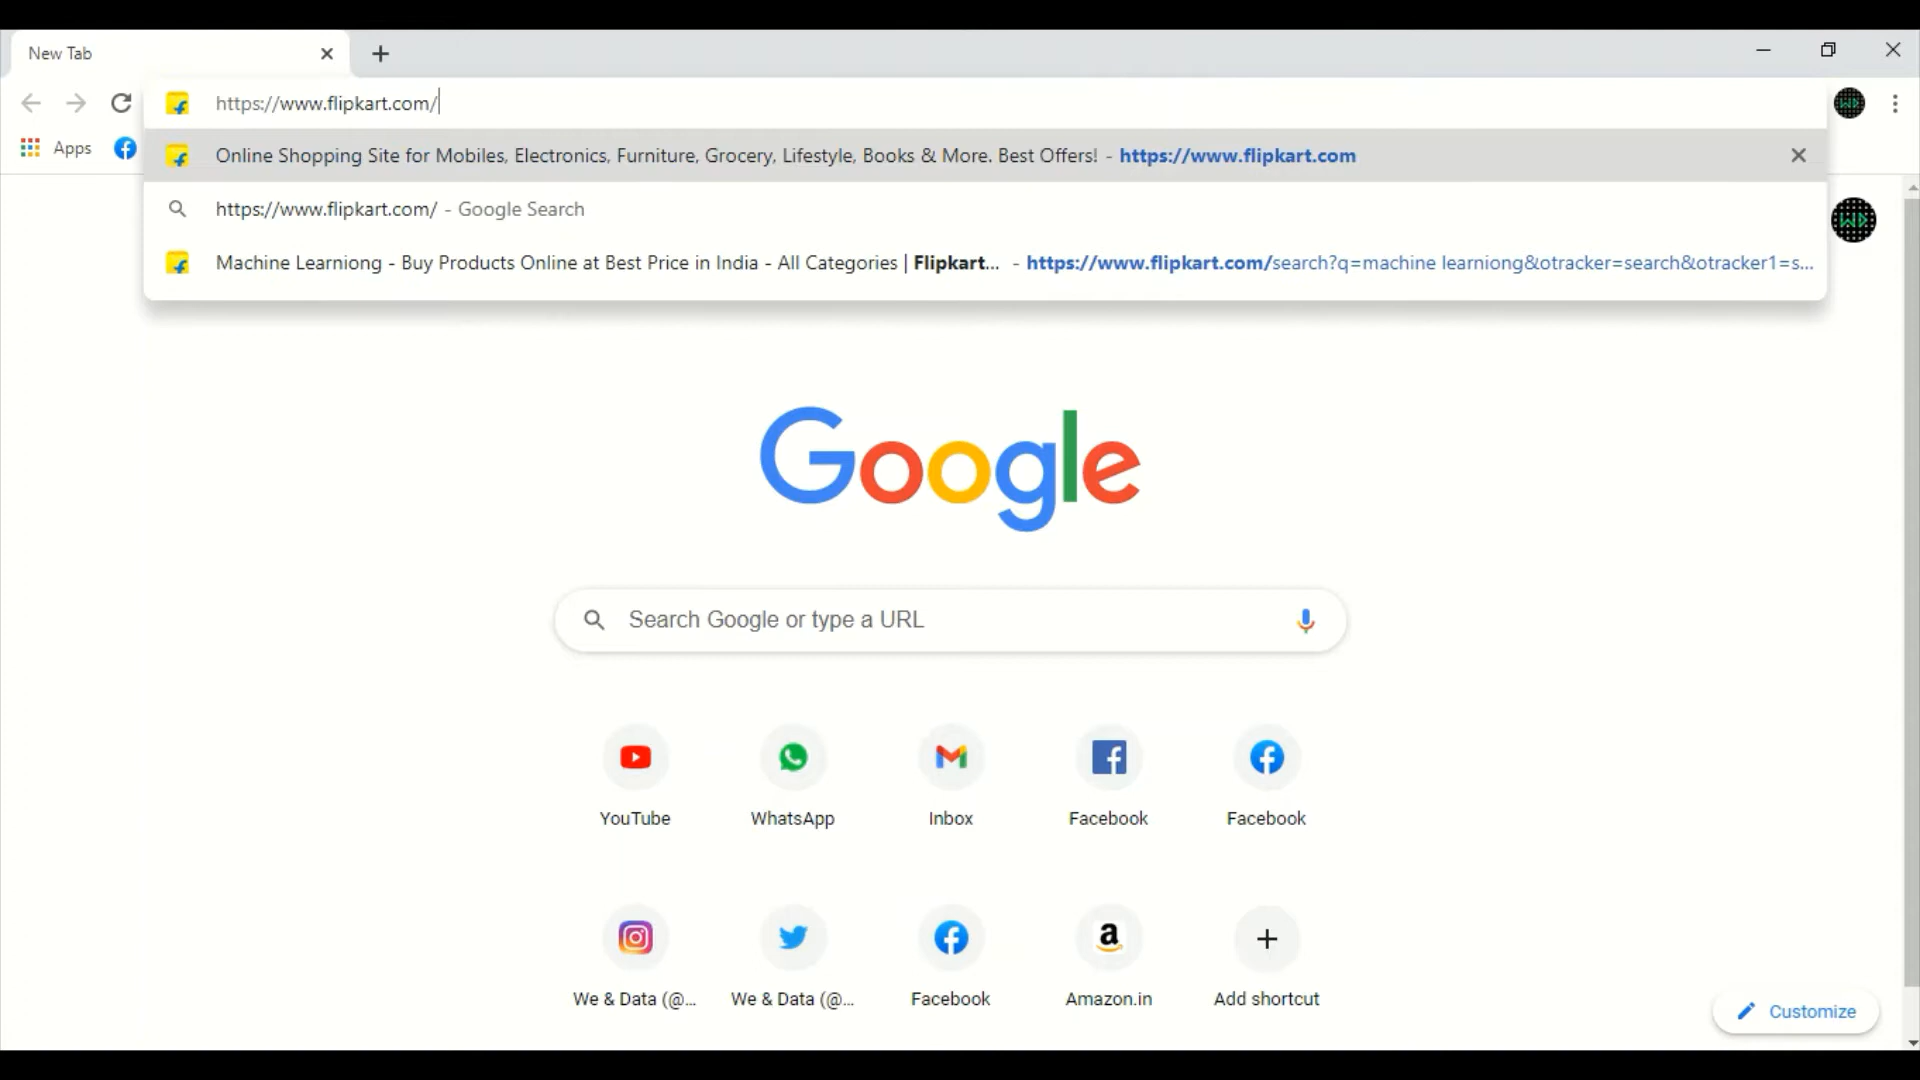 New Tab
https://www.flipkart.com/
Apps
Online Shopping Site for Mobiles, Electronics, Furniture, Grocery, Lifestyle, Books & More. Best Offers! - https://www.flipkart.com
https://www.flipkart.com/ - Google Search
Machine Learniong - Buy Products Online at Best Price in India - All Categories | Flipkart... - https://www.flipkart.com/search?q=machine learniong&otracker=search&otracker1=s...
Google
Search Google or type a URL
YouTube WhatsApp Inbox Facebook Facebook
We & Data (@... We & Data (@... Facebook Amazon.in Add shortcut
Customize